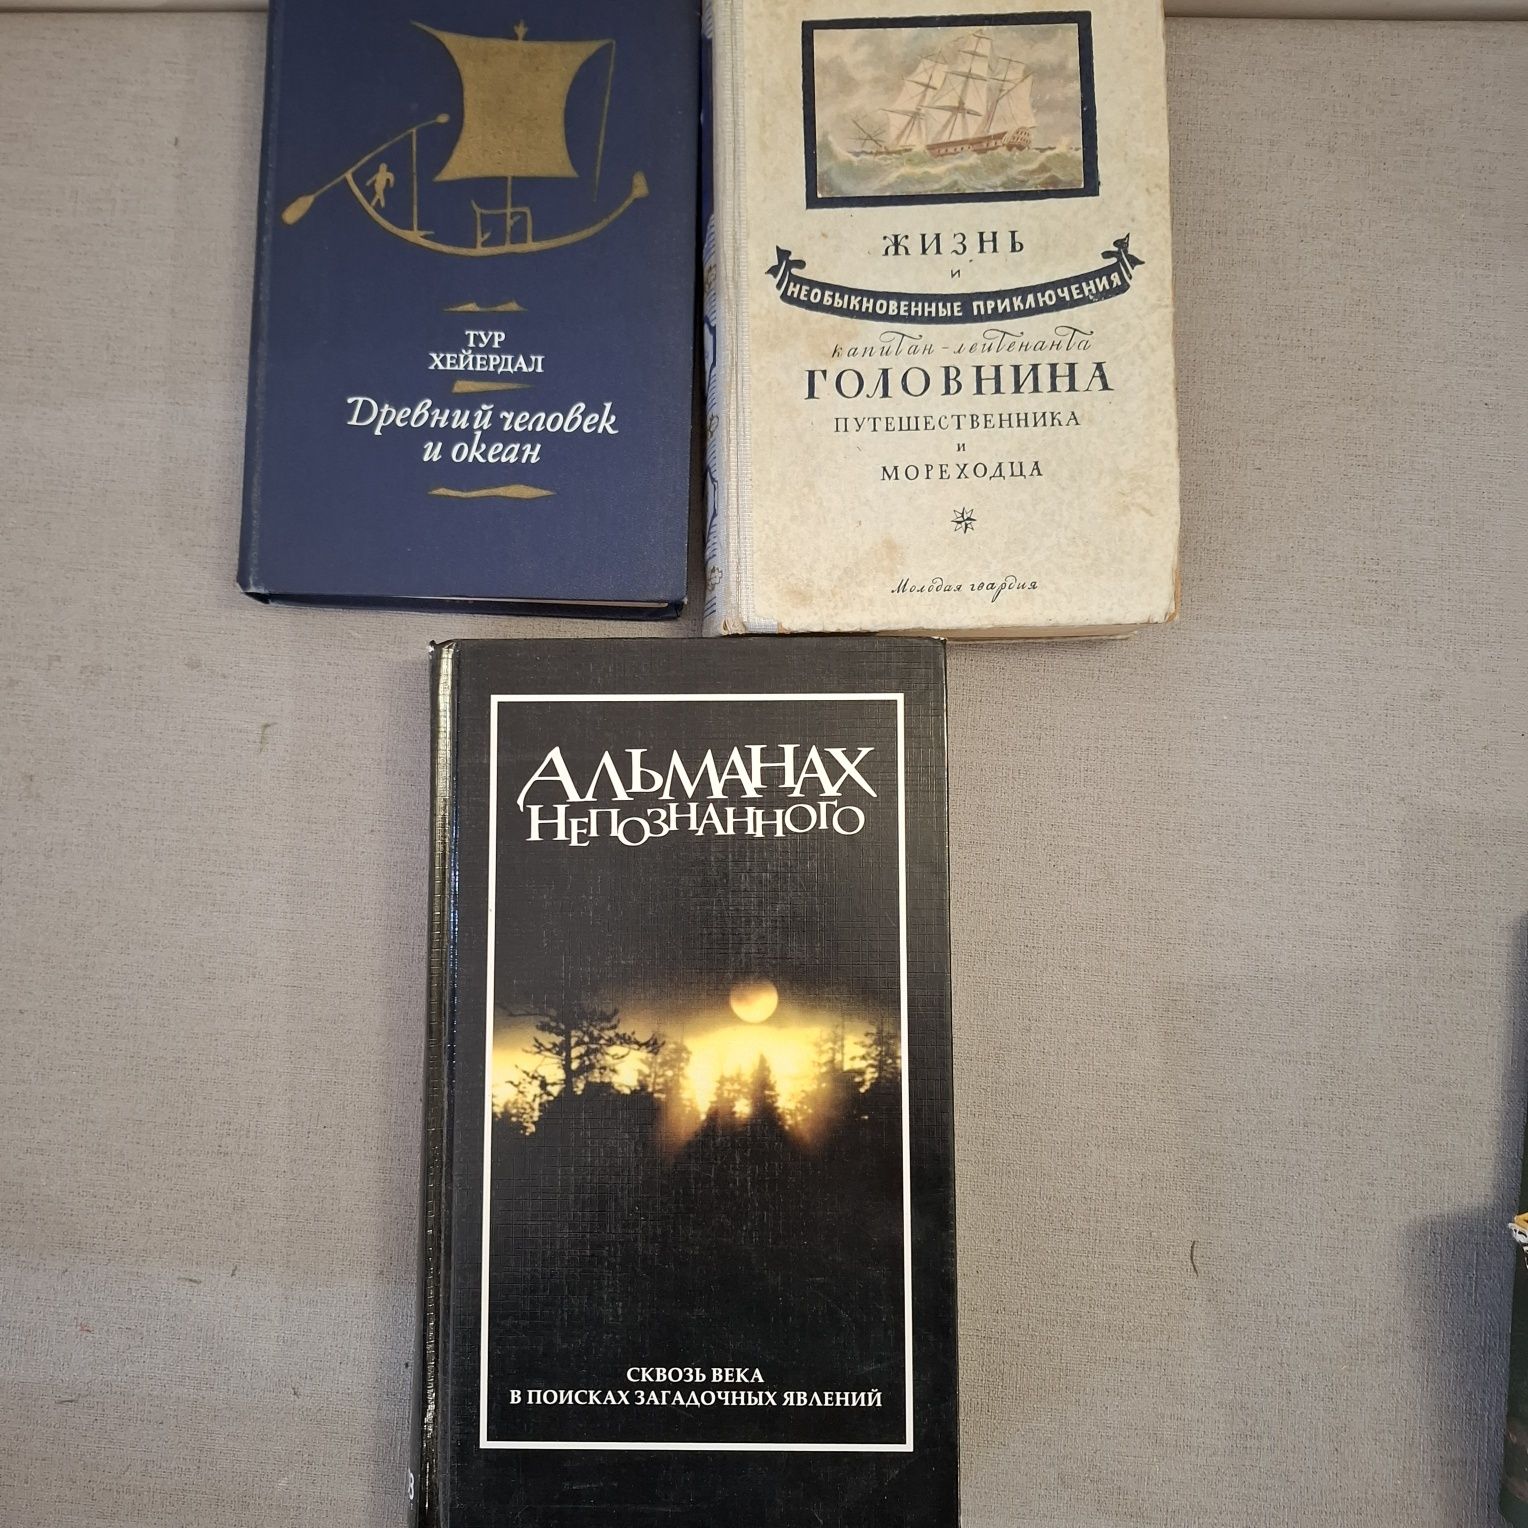 ТУР
ХЕЙЕРДАЛ
Древний человек
и океан
ЖИЗНЬ
И
НЕОБЫКНОВЕННЫЕ ПРИКЛЮЧЕНИЯ
капитан-лейтенанта
ГОЛОВНИНА
ПУТЕШЕСТВЕННИКА
И
МОРЕХОДЦА
Молодая гвардия
АЛЬМАНАХ
НЕПОЗНАННОГО
СКВОЗЬ ВЕКА
В ПОИСКАХ ЗАГАДОЧНЫХ ЯВЛЕНИЙ